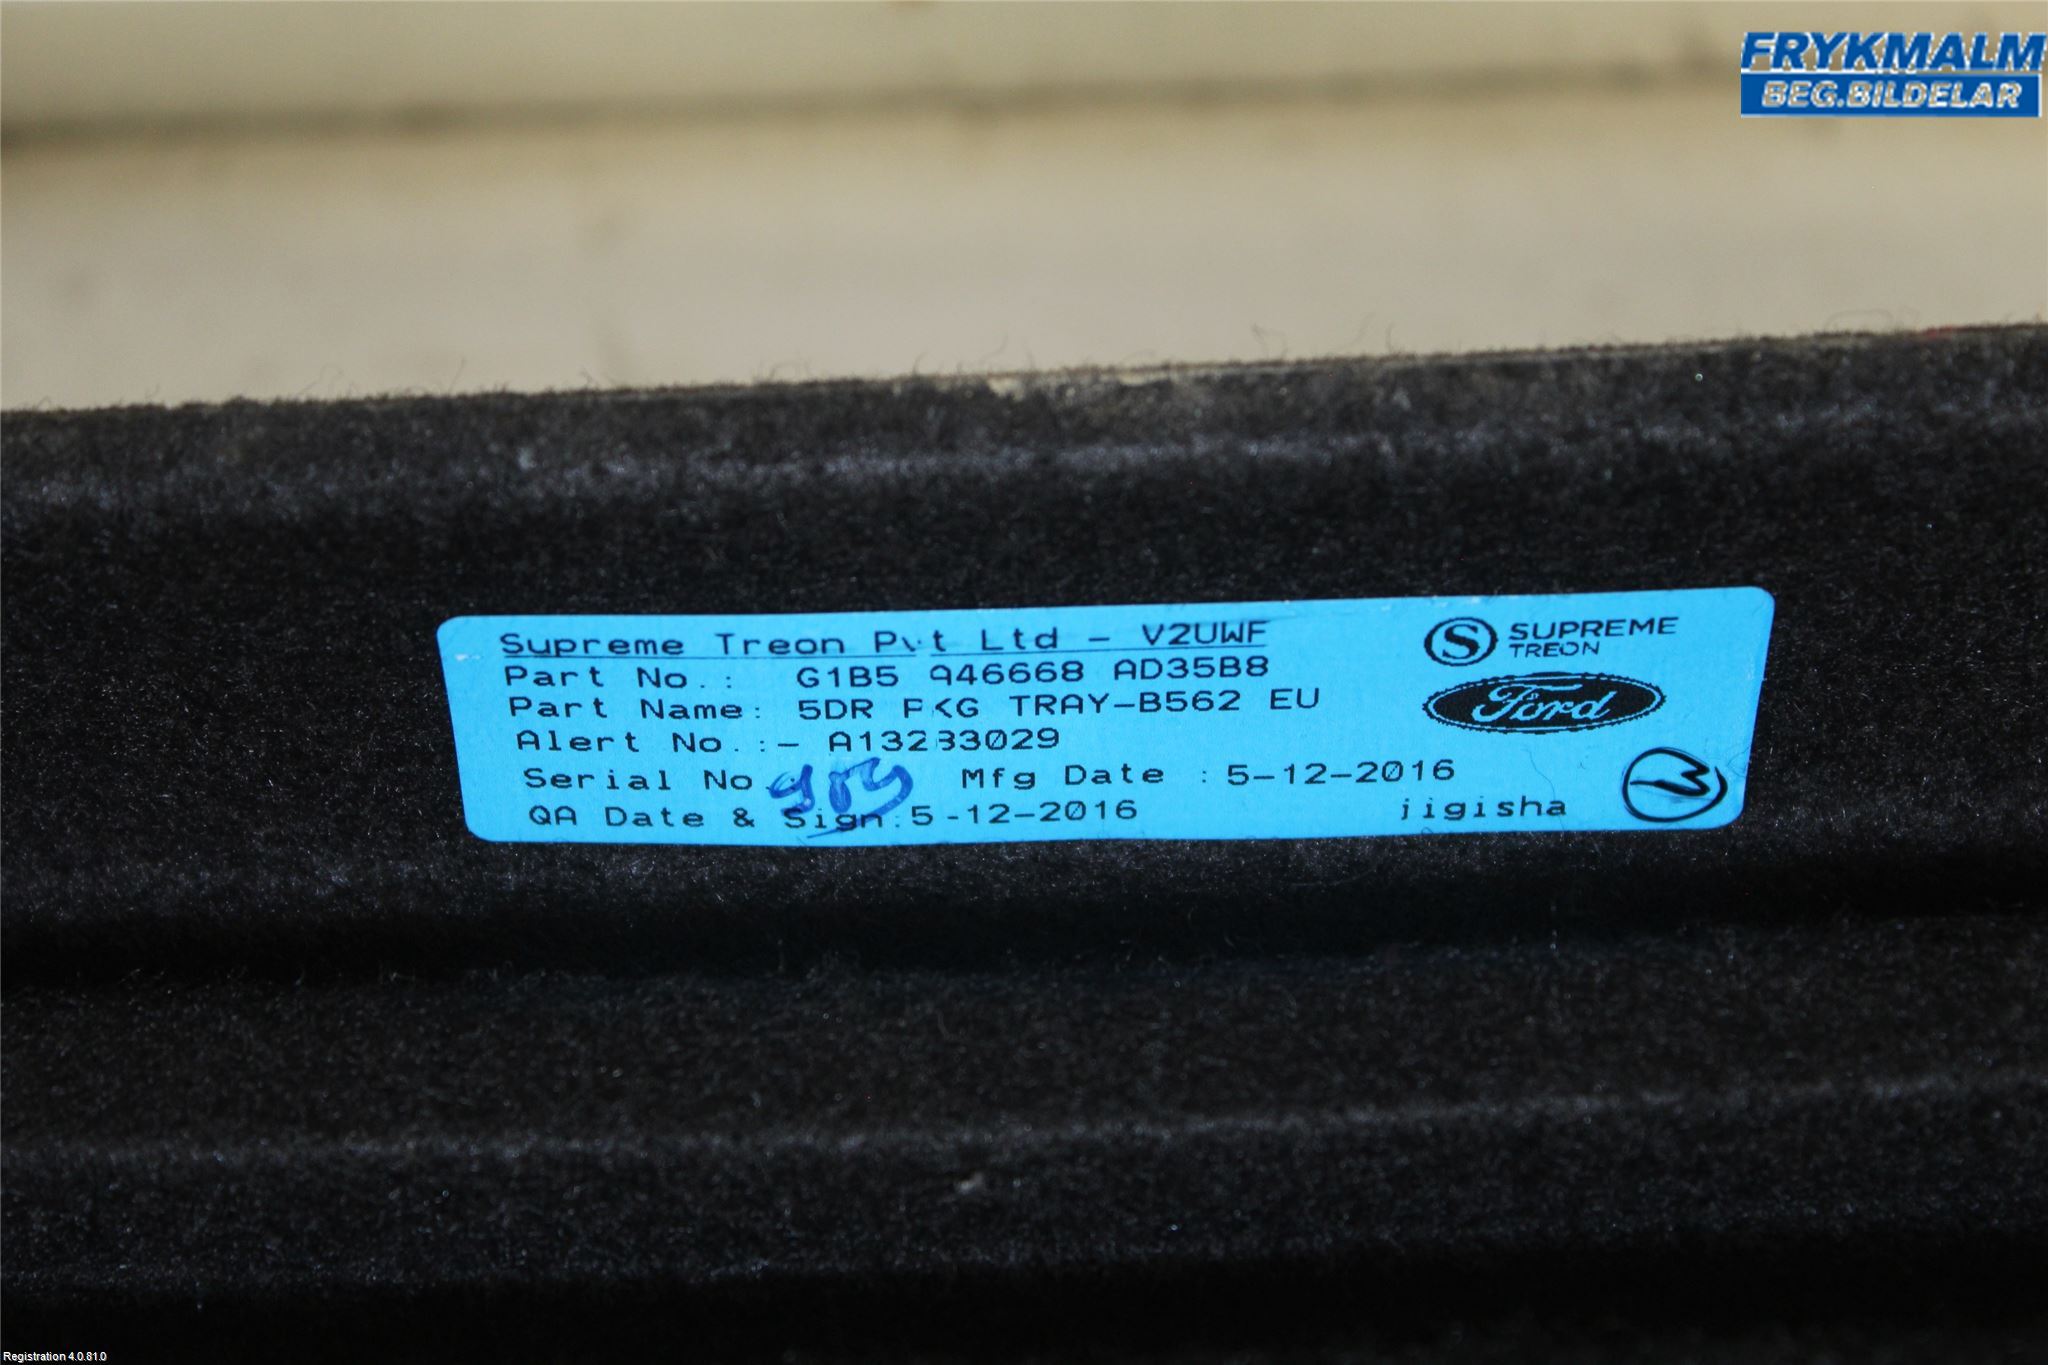 FRYKMALM
BEG.BILDELAR
Supreme Treon Pvt Ltd - V2UWF
Part No.: G1B5 A46668 AD35B8
Part Name: 5DR PKG TRAY-B562 EU
Alert No.:- A13283029
Serial No.: Mfg Date : 5-12-2016
QA Date & Sign: 5-12-2016 jigisha
SUPREME
TREON
Ford
Registration 4.0.81.0